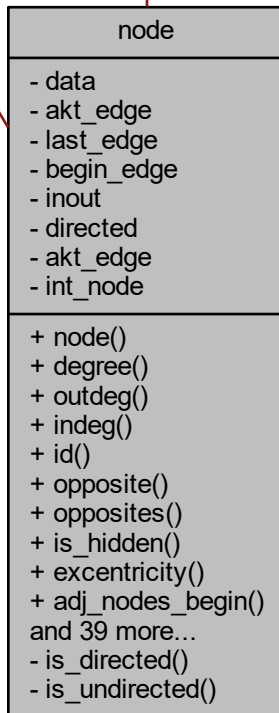 node
- data
- akt_edge
- last_edge
- begin_edge
- inout
- directed
- akt_edge
- int_node
+ node()
+ degree()
+ outdeg()
+ indeg()
+ id()
+ opposite()
+ opposites()
+ is_hidden()
+ excentricity()
+ adj_nodes_begin()
and 39 more...
- is_directed()
- is_undirected()